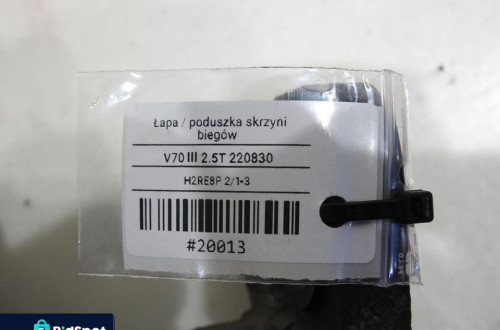 Łapa / poduszka skrzyni
biegów
V70 III 2.5T 220830
H2RE8P 2/1-3
#20013